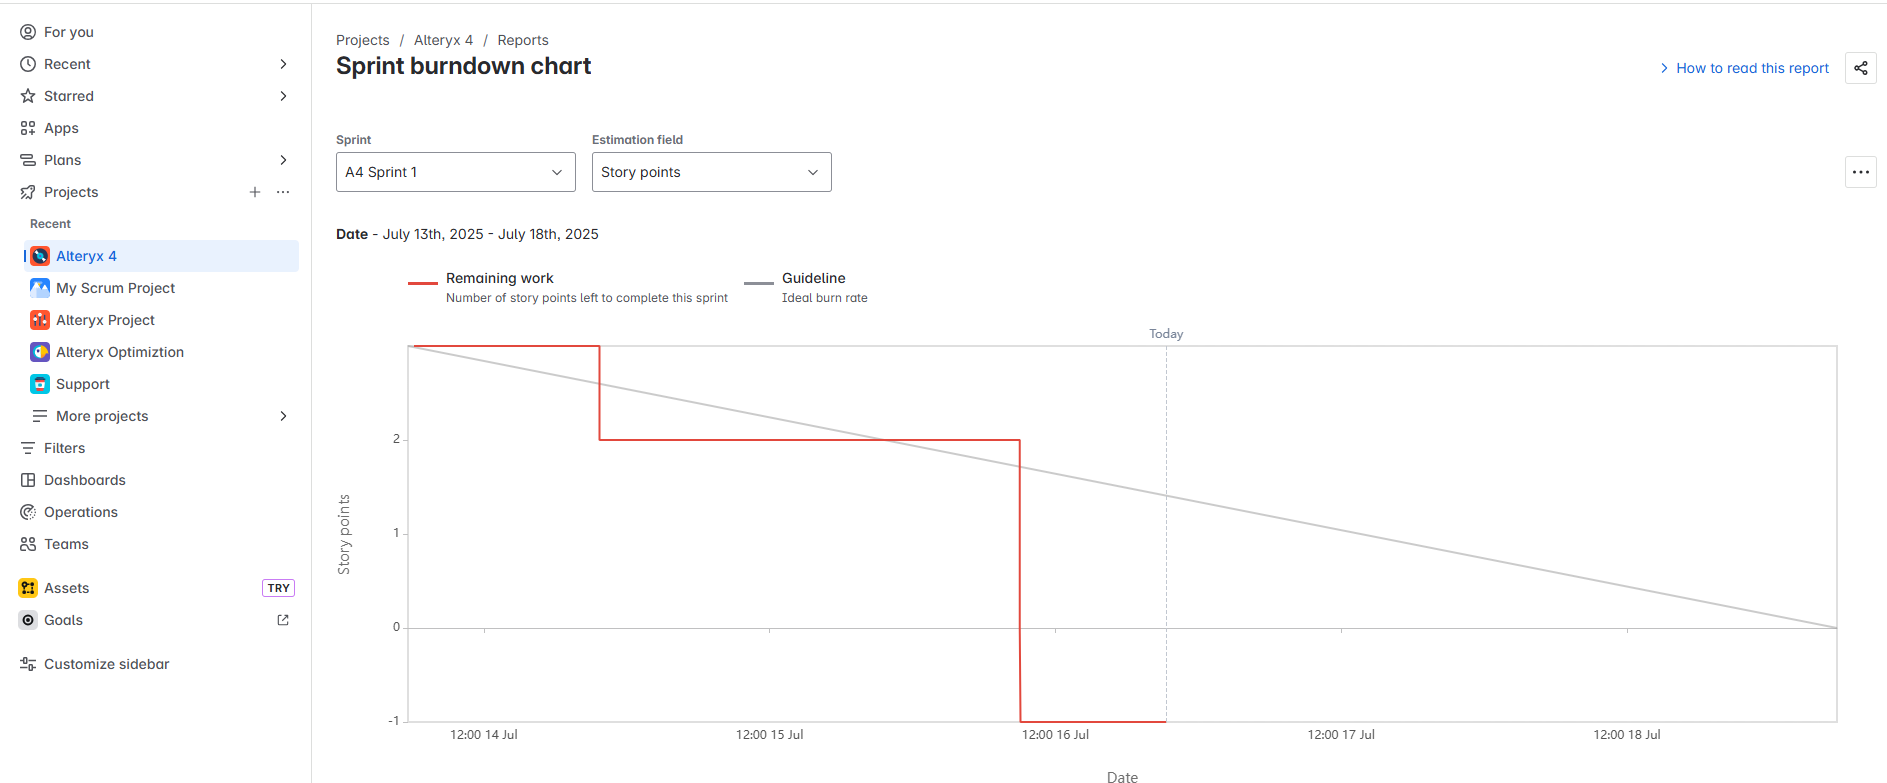 For you
Recent
Starred
Apps
Plans
Projects
Recent
Alteryx 4
My Scrum Project
Alteryx Project
Alteryx Optimiztion
Support
More projects
Filters
Dashboards
Operations
Teams
Assets TRY
Goals
Customize sidebar
Projects / Alteryx 4 / Reports
Sprint burndown chart
How to read this report
Sprint Estimation field
A4 Sprint 1 Story points
Date - July 13th, 2025 - July 18th, 2025
Remaining work Guideline
Number of story points left to complete this sprint Ideal burn rate
Today
2
1
0
-1
Story points
12:00 14 Jul 12:00 15 Jul 12:00 16 Jul 12:00 17 Jul 12:00 18 Jul
Date